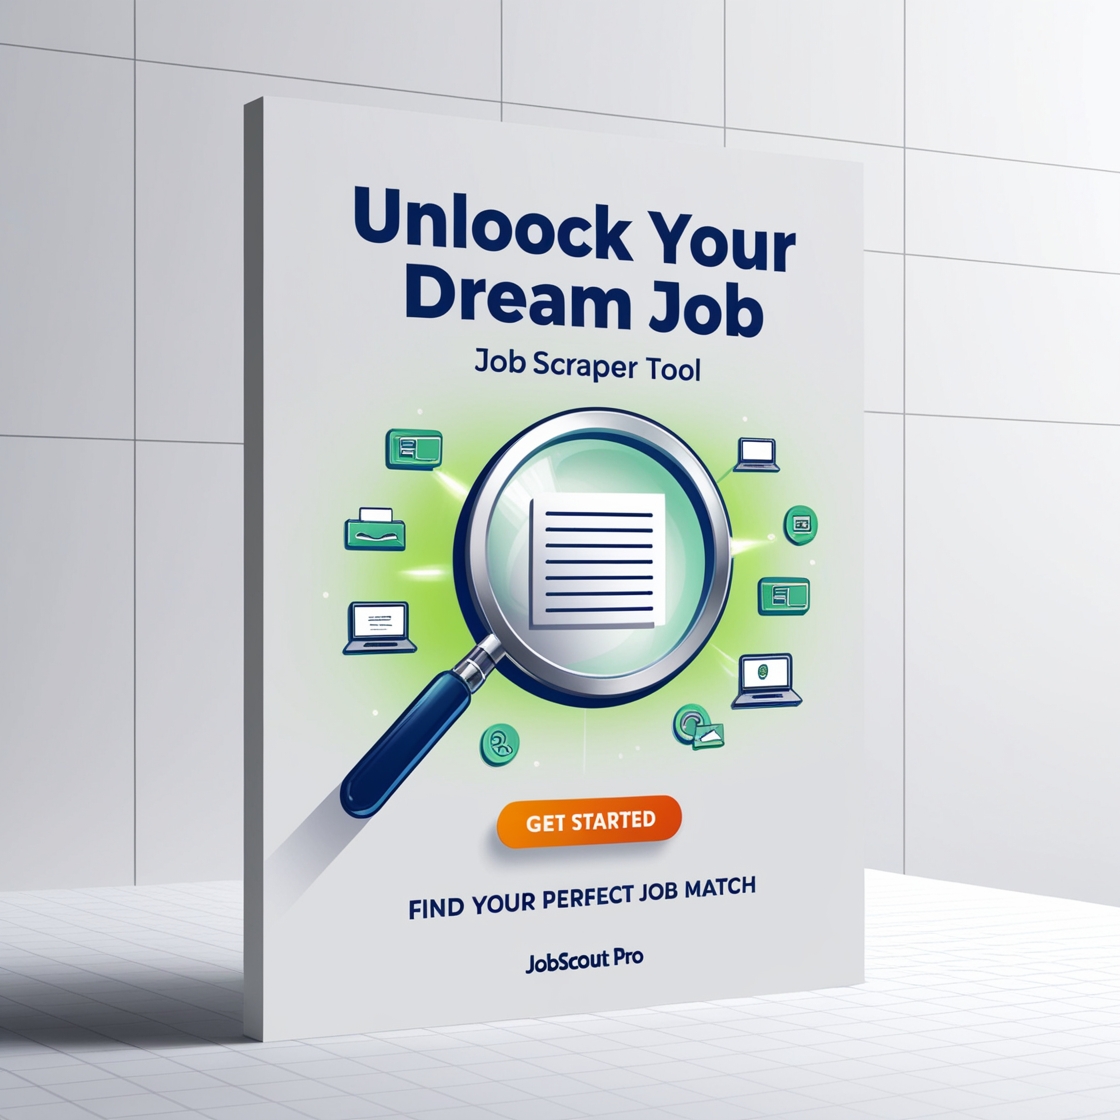 Unloock Your
Dream Job
Job Scraper Tool
GET STARTED
FIND YOUR PERFECT JOB MATCH
JobScout Pro